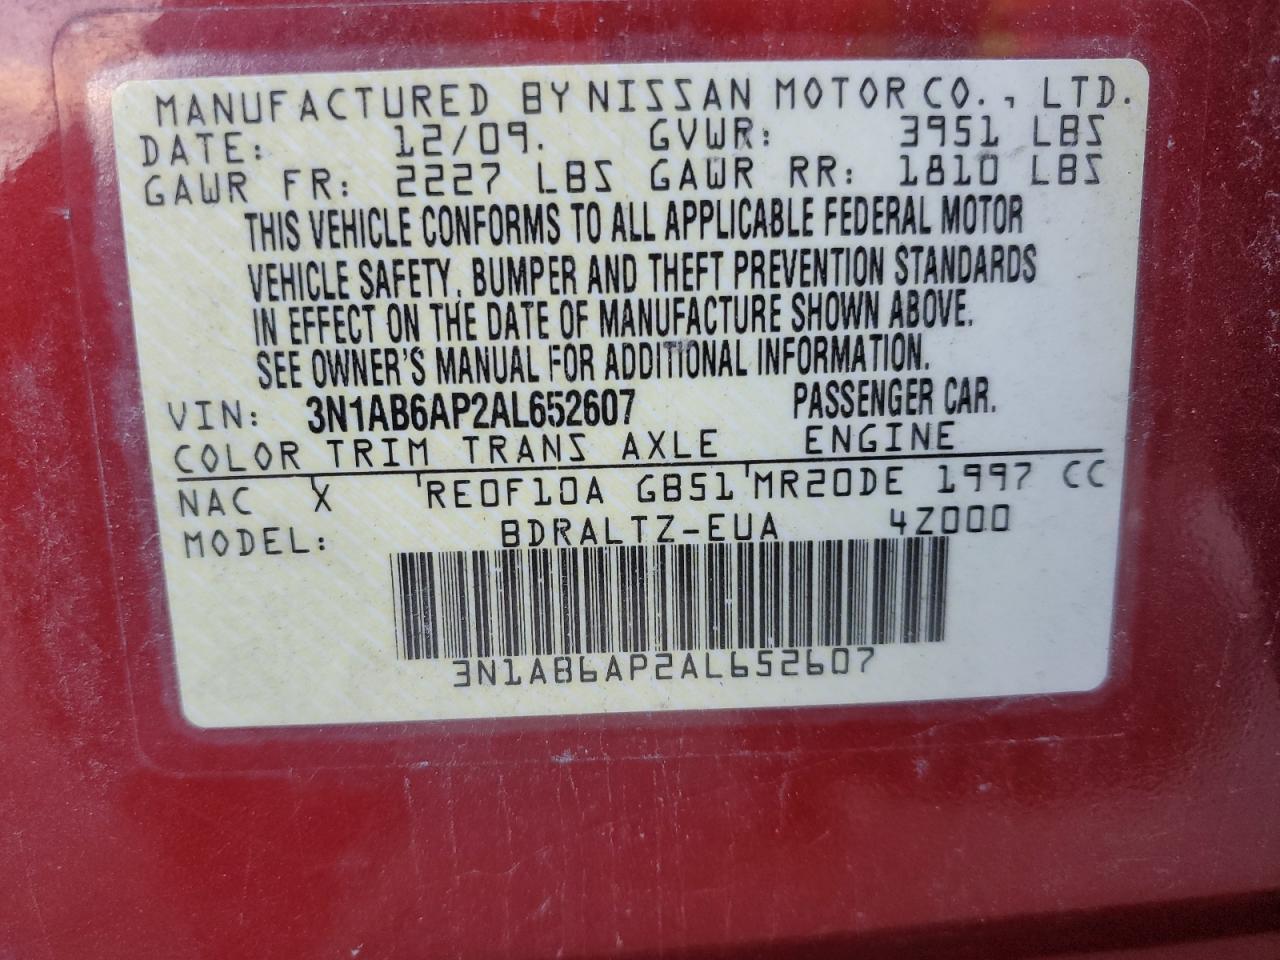 MANUFACTURED BY NISSAN MOTOR CO., LTD.
DATE: 12/09. GVWR: 3951 LBS
GAWR FR: 2227 LBS GAWR RR: 1810 LBS
THIS VEHICLE CONFORMS TO ALL APPLICABLE FEDERAL MOTOR
VEHICLE SAFETY, BUMPER AND THEFT PREVENTION STANDARDS
IN EFFECT ON THE DATE OF MANUFACTURE SHOWN ABOVE.
SEE OWNER'S MANUAL FOR ADDITIONAL INFORMATION.
VIN: 3N1AB6AP2AL652607 PASSENGER CAR.
COLOR TRIM TRANS AXLE ENGINE
NAC X RE0F10A GB51 MR20DE 1997 CC
MODEL: BDRALTZ-EUA 4Z000
3N1AB6AP2AL652607